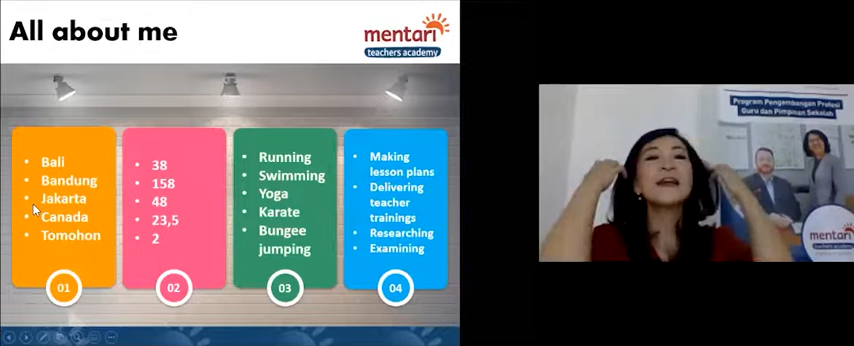 All about me
mentari
teachers academy
Bali
Bandung
Jakarta
Canada
Tomohon
01
38
158
48
23,5
2
02
Running
Swimming
Yoga
Karate
Bungee
jumping
03
Making
lesson plans
Delivering
teacher
trainings
Researching
Examining
04
Program Pengembangan Profesi
Guru dan Pimpinan Sekolah
mentari
teachers academy